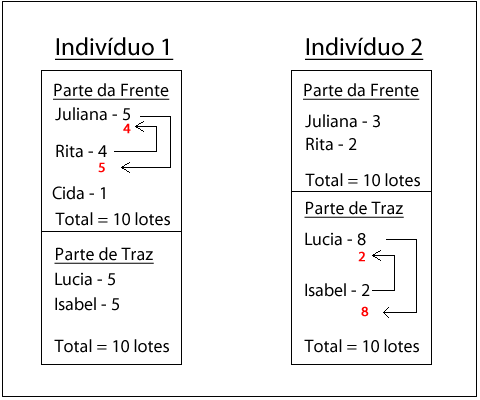 Indivíduo 1
Parte da Frente
Juliana - 5
4
Rita - 4
5
Cida - 1
Total = 10 lotes
Parte de Traz
Lucia - 5
Isabel - 5
Total = 10 lotes
Indivíduo 2
Parte da Frente
Juliana - 3
Rita - 2
Total = 10 lotes
Parte de Traz
Lucia - 8
2
Isabel - 2
8
Total = 10 lotes